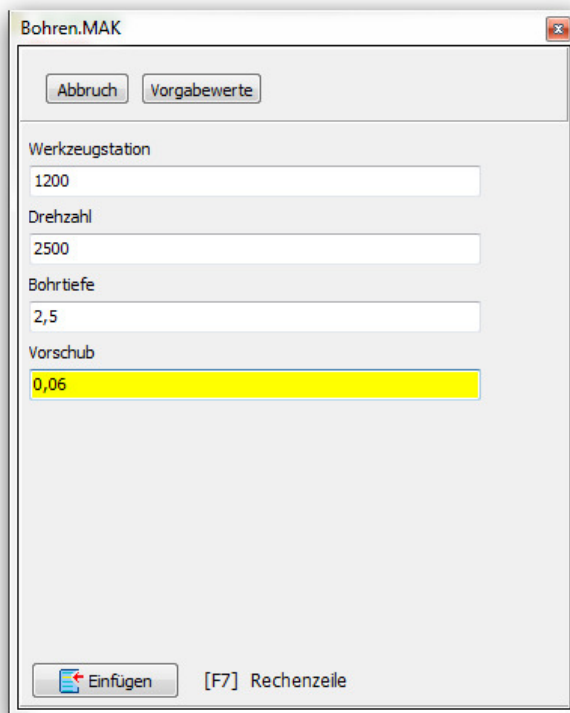 Bohren.MAK
Abbruch Vorgabewerte
Werkzeugstation
1200
Drehzahl
2500
Bohrtiefe
2,5
Vorschub
0,06
Einfügen [F7] Rechenzeile